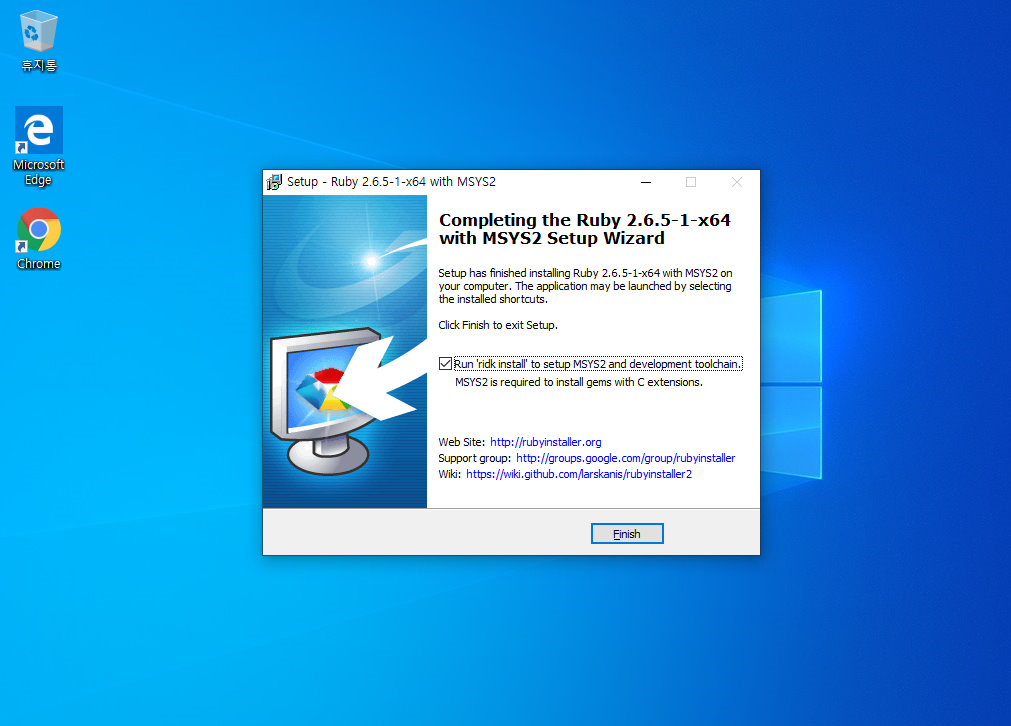 휴지통
Microsoft
Edge
Chrome
Setup - Ruby 2.6.5-1-x64 with MSYS2
Completing the Ruby 2.6.5-1-x64
with MSYS2 Setup Wizard
Setup has finished installing Ruby 2.6.5-1-x64 with MSYS2 on
your computer. The application may be launched by selecting
the installed shortcuts.
Click Finish to exit Setup.
Run 'ridk install' to setup MSYS2 and development toolchain.
MSYS2 is required to install gems with C extensions.
Web Site: http://rubyinstaller.org
Support group: http://groups.google.com/group/rubyinstaller
Wiki: https://wiki.github.com/larskanis/rubyinstaller2
Finish